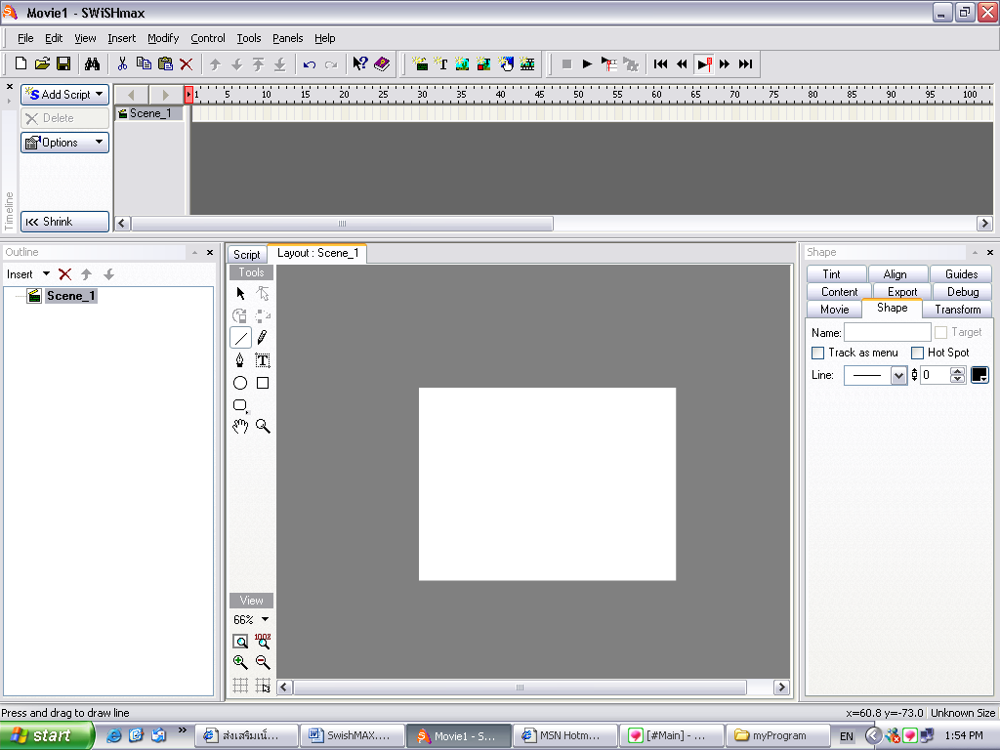 Movie1 - SWiSHmax
File Edit View Insert Modify Control Tools Panels Help
Add Script
1 5 10 15 20 25 30 35 40 45 50 55 60 65 70 75 80 85 90 95 100
Delete
Scene_1
Options
Timeline
Shrink
Outline
Insert
Scene_1
Script Layout : Scene_1
Tools
T
View
66%
100%
Shape
Tint Align Guides
Content Export Debug
Movie Shape Transform
Name: Target
Track as menu Hot Spot
Line: 0
Press and drag to draw line x=60.8 y=-73.0 Unknown Size
start ส่งเสริมเน็... SwishMAX.... Movie1 - S... MSN Hotm... [#Main] - ... myProgram EN 1:54 PM